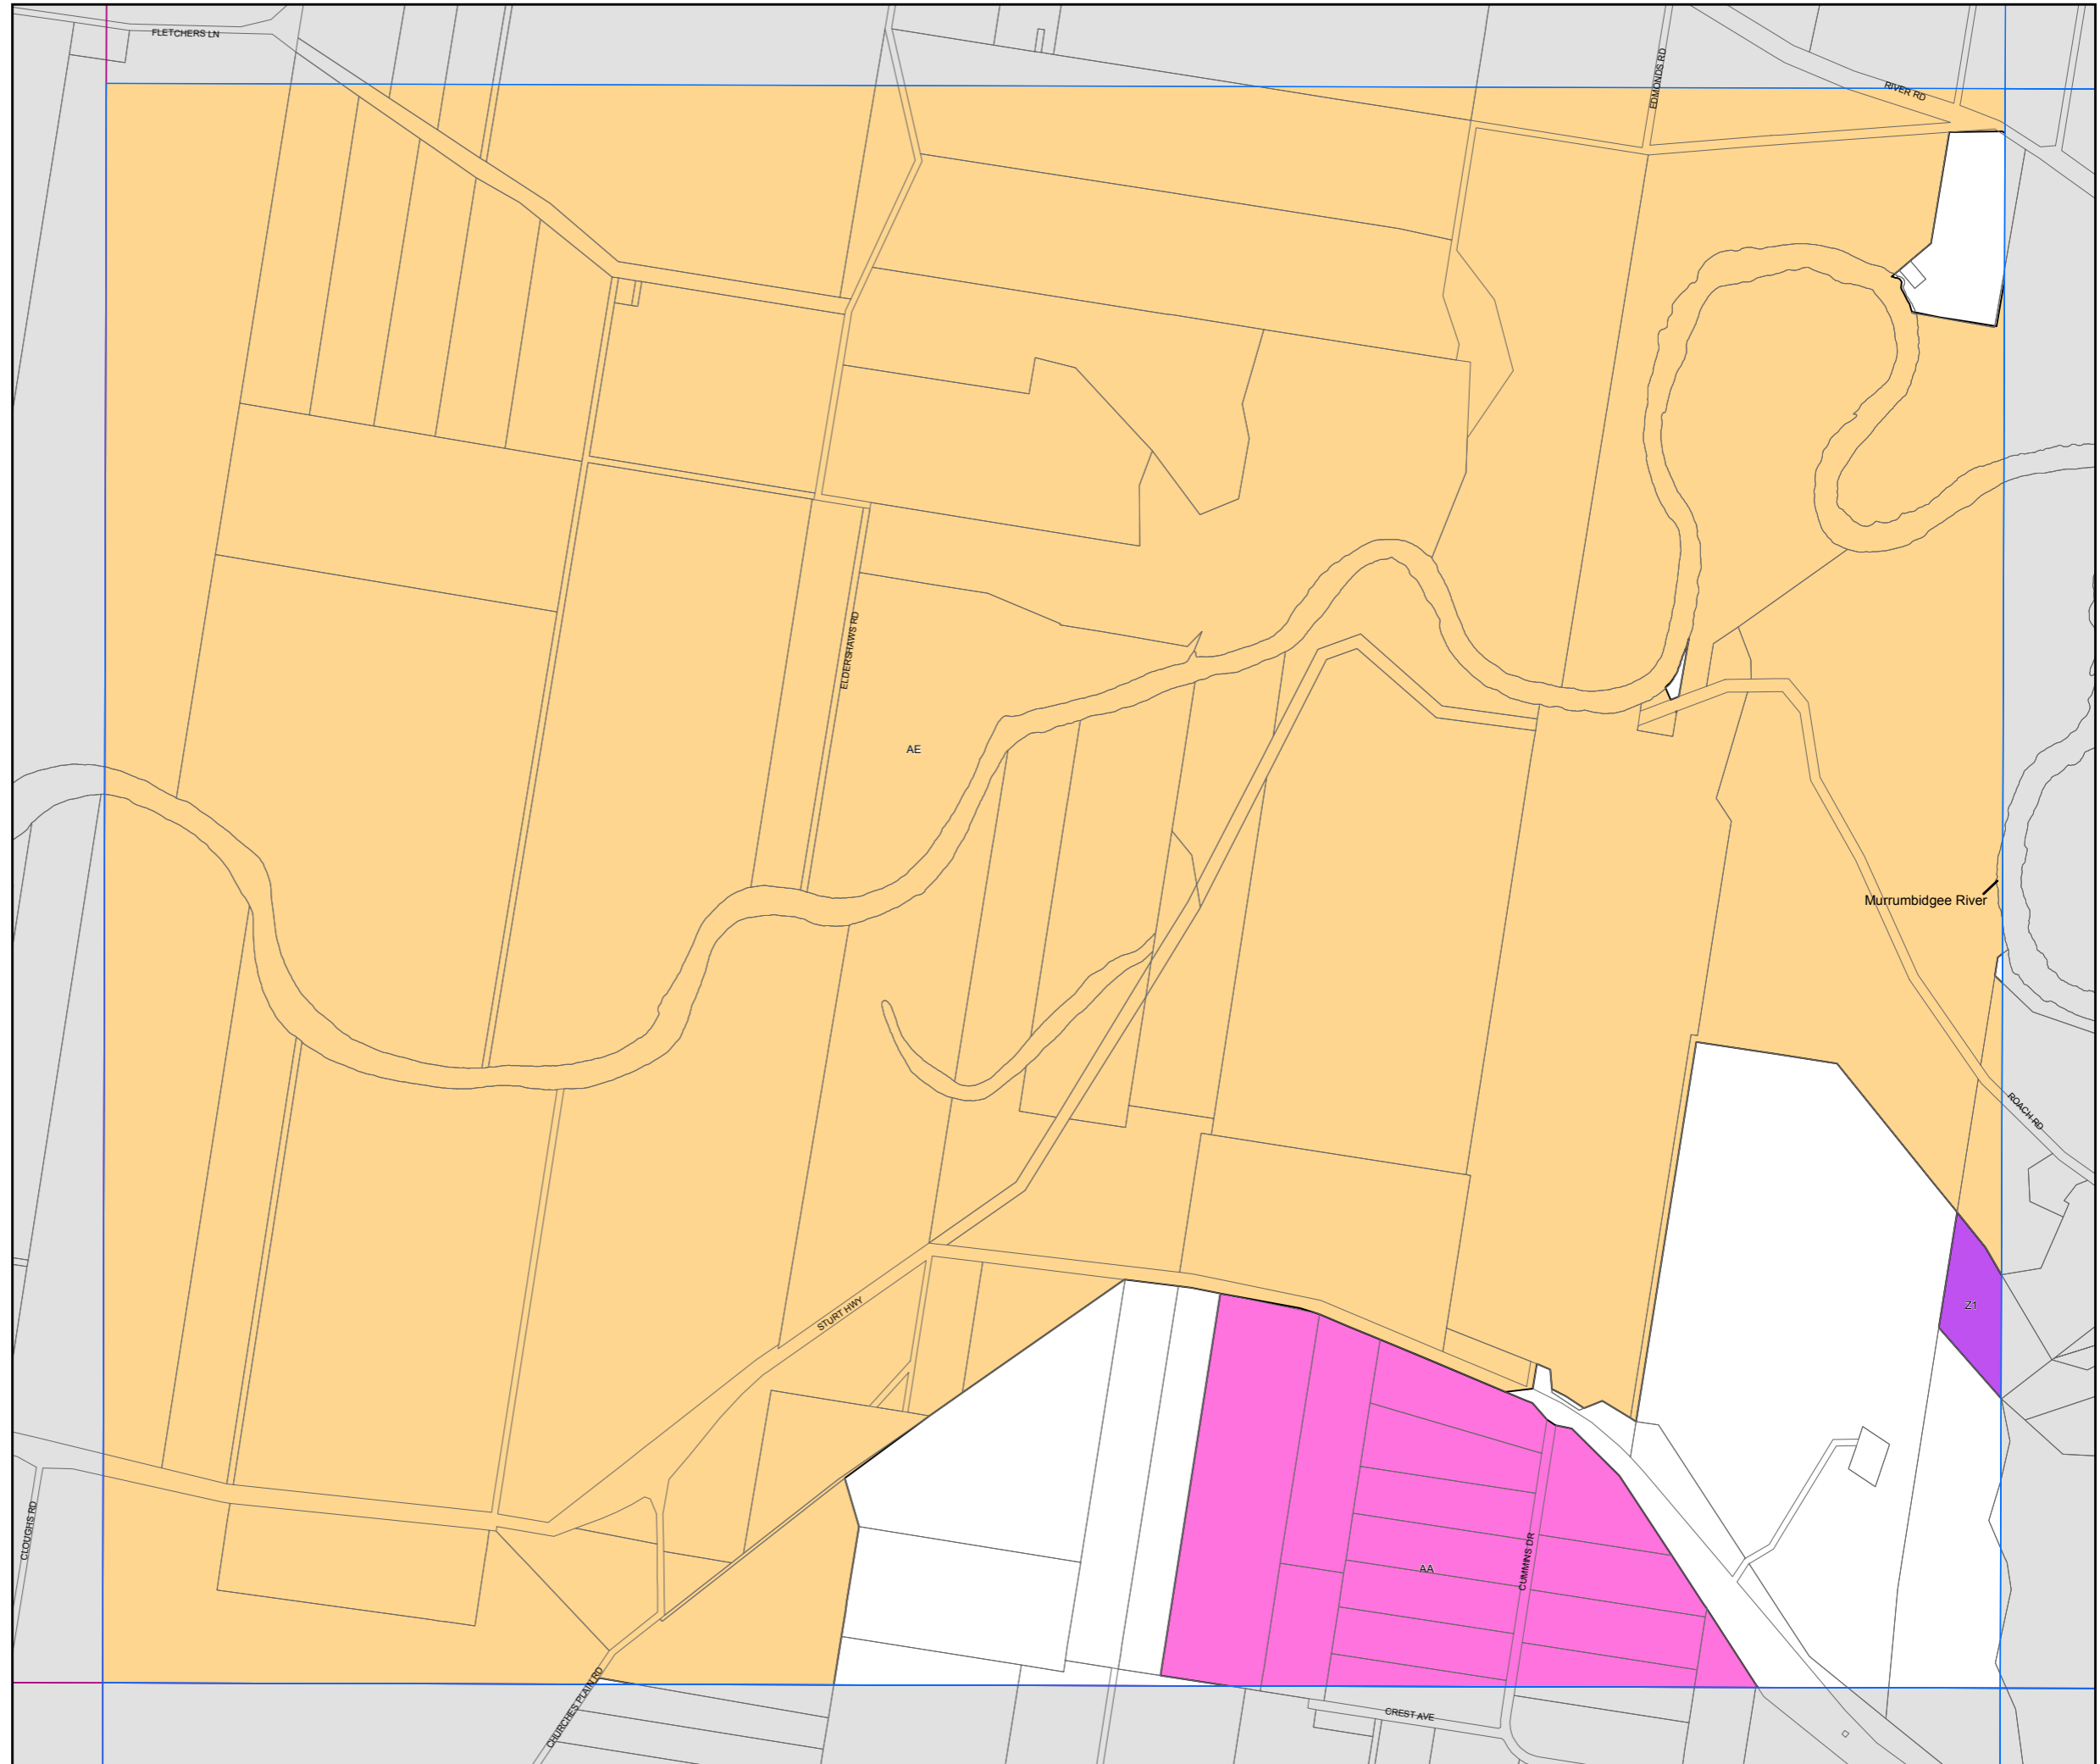 FLETCHERS LN
EDMONDS RD
RIVER RD
ELDERSHAWS RD
AE
Murrumbidgee River
ROACH RD
Z1
STURT HWY
CLOUGHS RD
CUMMINS DR
AA
CHURCHES PLAIN RD
CREST AVE